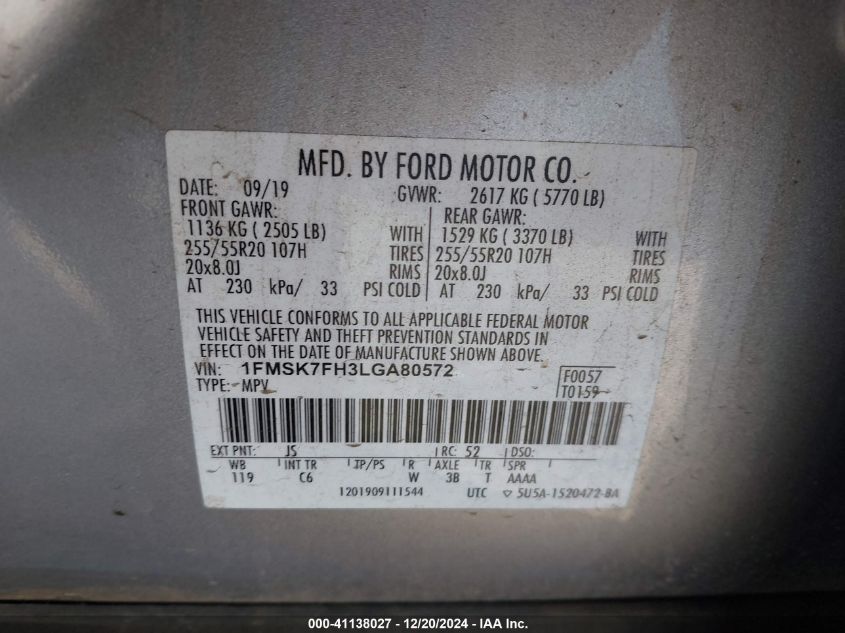 MFD. BY FORD MOTOR CO.
DATE: 09/19 GVWR: 2617 KG ( 5770 LB)
FRONT GAWR: REAR GAWR:
1136 KG ( 2505 LB) WITH 1529 KG ( 3370 LB) WITH
255/55R20 107H TIRES 255/55R20 107H TIRES
20x8.0J RIMS 20x8.0J RIMS
AT 230 kPa/ 33 PSI COLD AT 230 kPa/ 33 PSI COLD
THIS VEHICLE CONFORMS TO ALL APPLICABLE FEDERAL MOTOR
VEHICLE SAFETY AND THEFT PREVENTION STANDARDS IN
EFFECT ON THE DATE OF MANUFACTURE SHOWN ABOVE.
VIN: 1FMSK7FH3LGA80572 F0057
TYPE: MPV T0159
EXT PNT: JS RC: 52 DSO:
WB INT TR TP/PS R AXLE TR SPR
119 C6 W 3B T AAAA
1201909111544 UTC 5U5A-1520472-BA
000-41138027 - 12/20/2024 - IAA Inc.